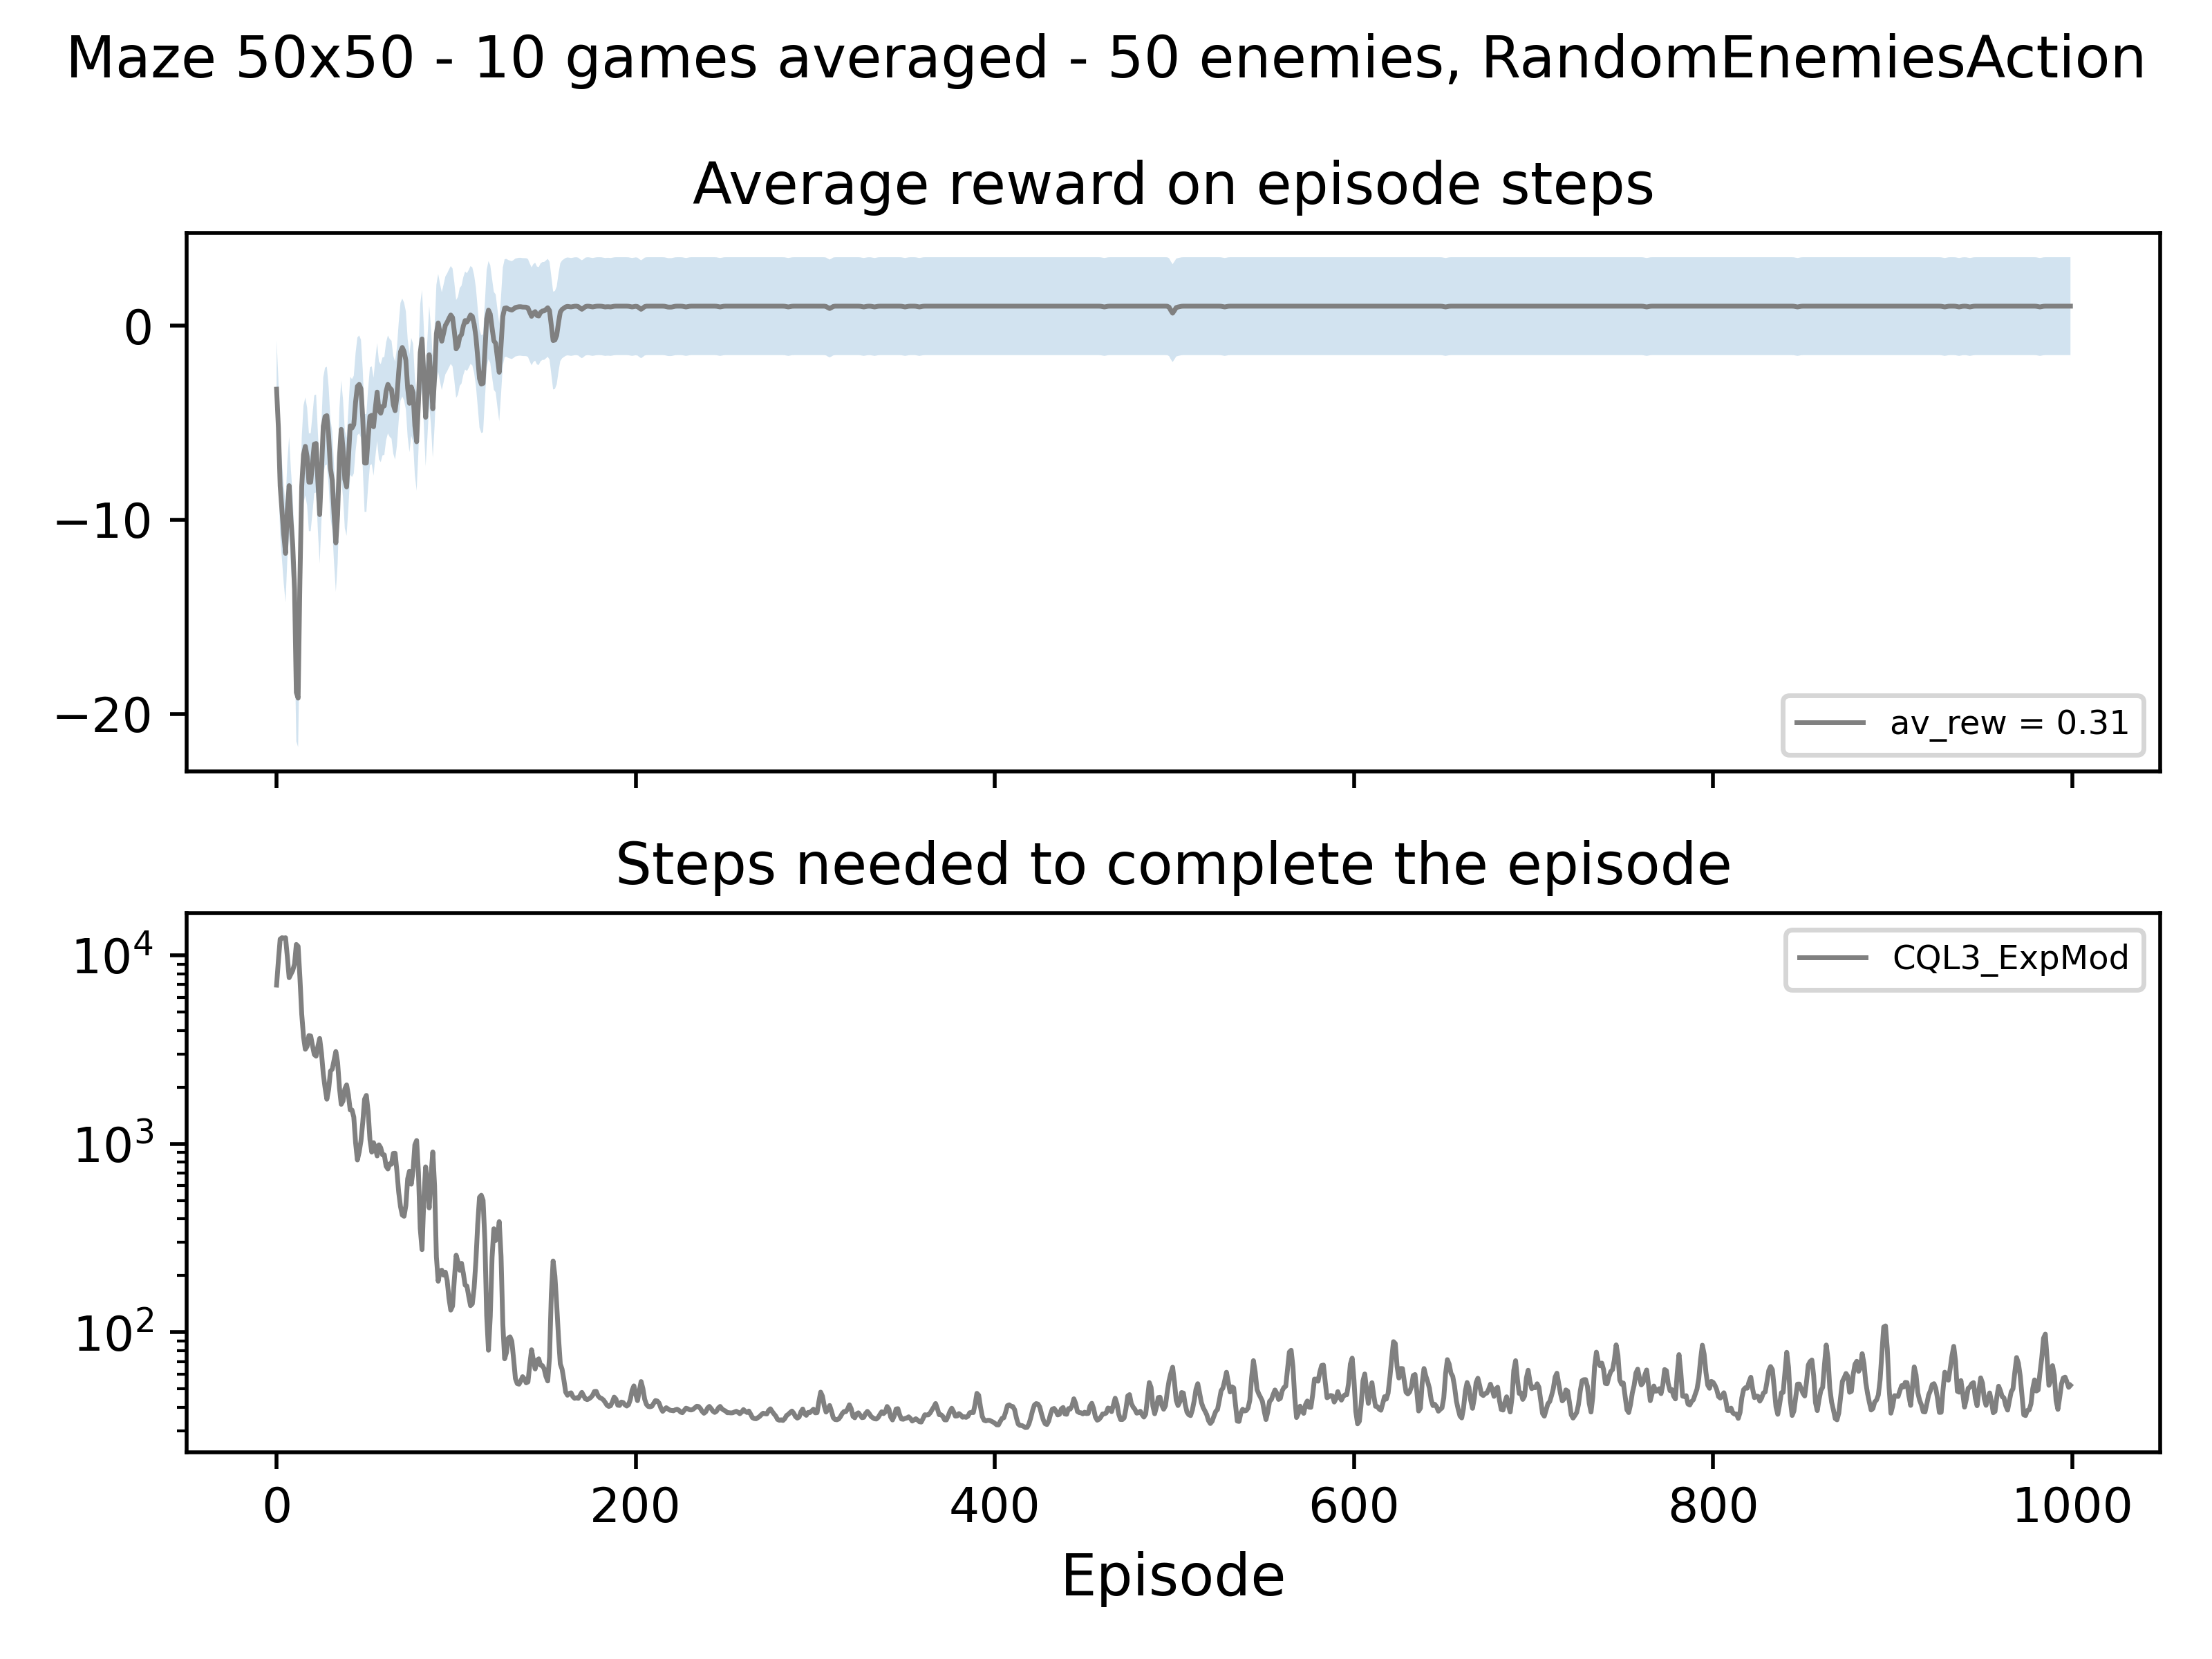 Maze 50x50 - 10 games averaged - 50 enemies, RandomEnemiesAction
Average reward on episode steps
0
−10
−20
av_rew = 0.31
Steps needed to complete the episode
10⁴
10³
10²
CQL3_ExpMod
0 200 400 600 800 1000
Episode